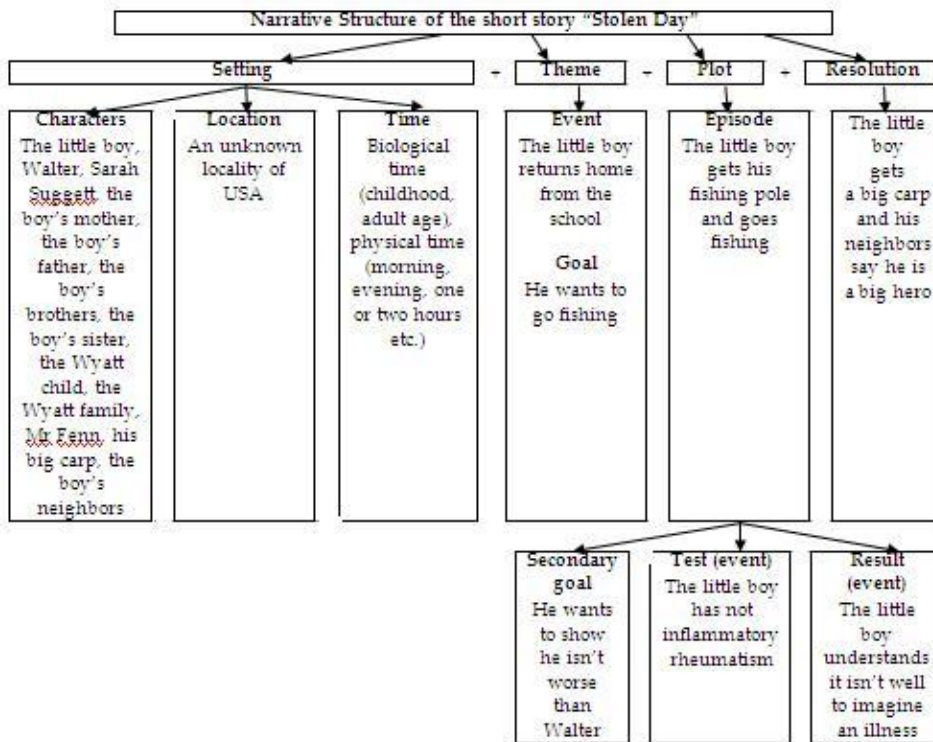 Narrative Structure of the short story “Stolen Day”
Setting - Theme - Plot - Resolution
Characters
The little boy,
Walter, Sarah
Suggett, the
boy’s mother,
the boy’s
father, the
boy’s
brothers, the
boy’s sister,
the Wyatt
child, the
Wyatt family,
Mr Fenn, his
big carp, the
boy’s
neighbors
Location
An unknown
locality of
USA
Time
Biological
time
(childhood,
adult age),
physical time
(morning,
evening, one
or two hours
etc.)
Event
The little boy
returns home
from the
school
Goal
He wants to
go fishing
Episode
The little boy
gets his
fishing pole
and goes
fishing
The little
boy
gets
a big carp
and his
neighbors
say he is
a big hero
Secondary
goal
He wants
to show
he isn’t
worse
than
Walter
Test (event)
The little boy
has not
inflammatory
rheumatism
Result
(event)
The little
boy
understands
it isn’t well
to imagine
an illness